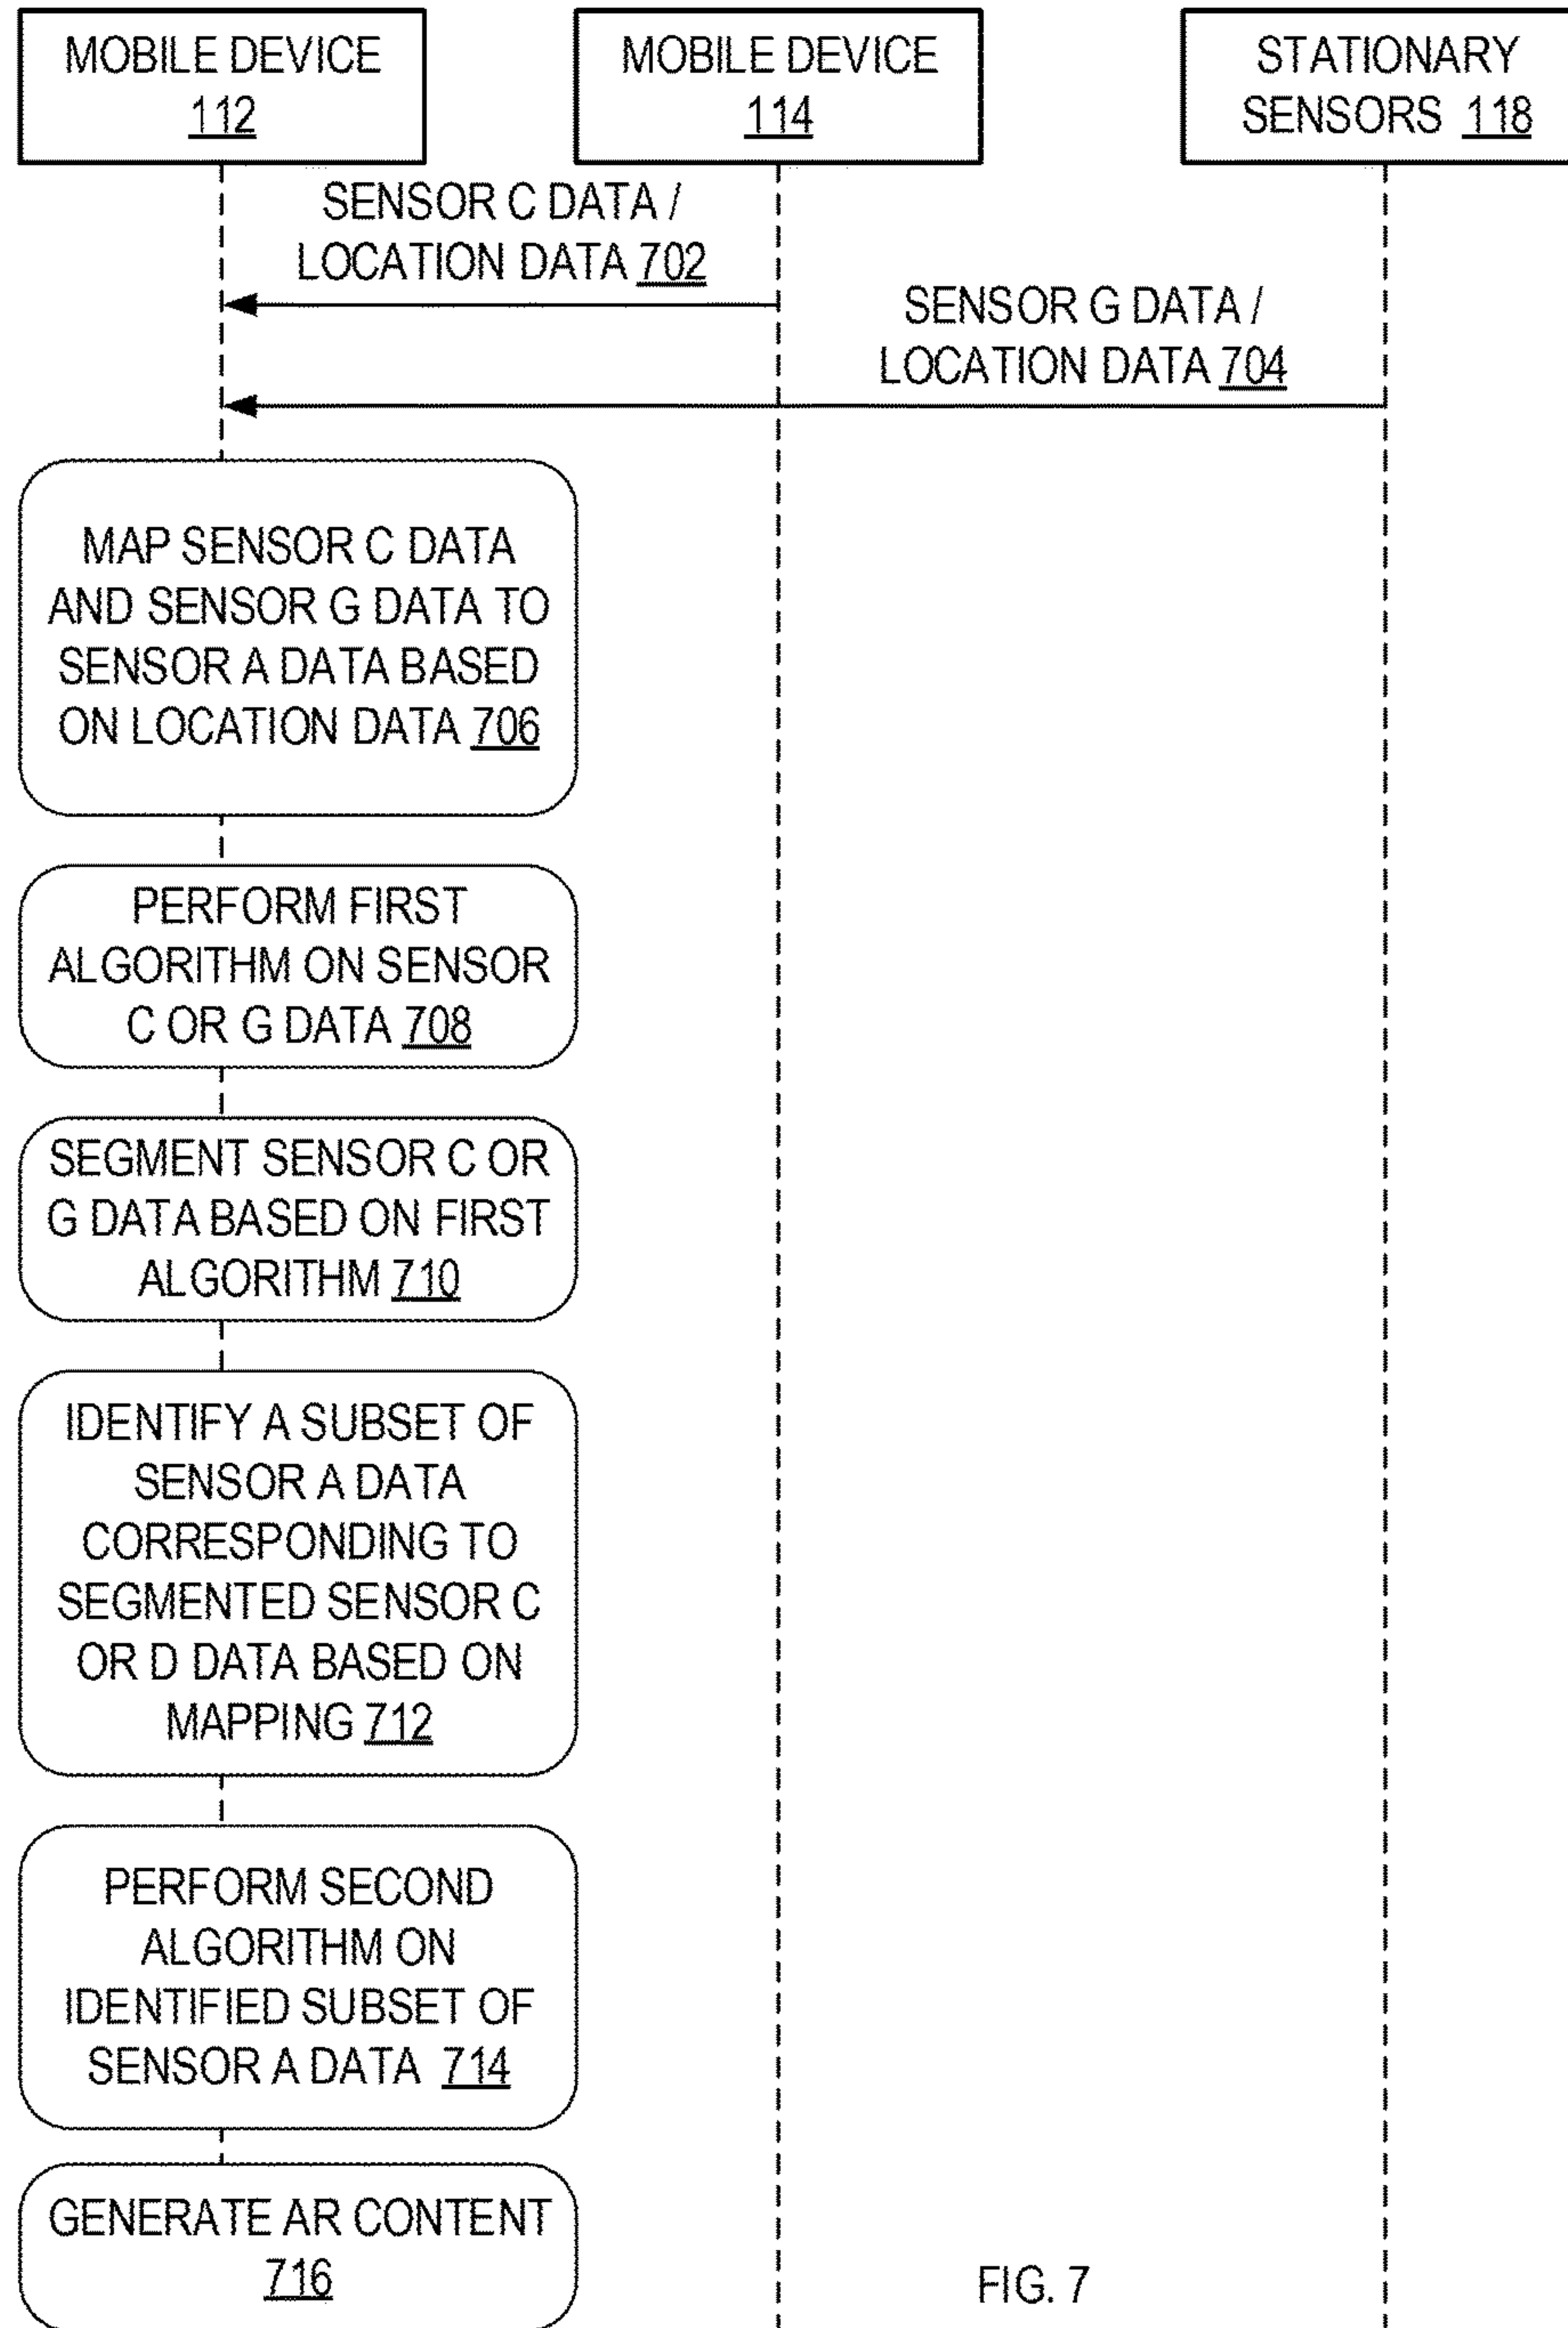 MOBILE DEVICE
112
MOBILE DEVICE
114
STATIONARY
SENSORS 118
SENSOR C DATA /
LOCATION DATA 702
SENSOR G DATA /
LOCATION DATA 704
MAP SENSOR C DATA
AND SENSOR G DATA TO
SENSOR A DATA BASED
ON LOCATION DATA 706
PERFORM FIRST
ALGORITHM ON SENSOR
C OR G DATA 708
SEGMENT SENSOR C OR
G DATA BASED ON FIRST
ALGORITHM 710
IDENTIFY A SUBSET OF
SENSOR A DATA
CORRESPONDING TO
SEGMENTED SENSOR C
OR D DATA BASED ON
MAPPING 712
PERFORM SECOND
ALGORITHM ON
IDENTIFIED SUBSET OF
SENSOR A DATA 714
GENERATE AR CONTENT
716
FIG. 7